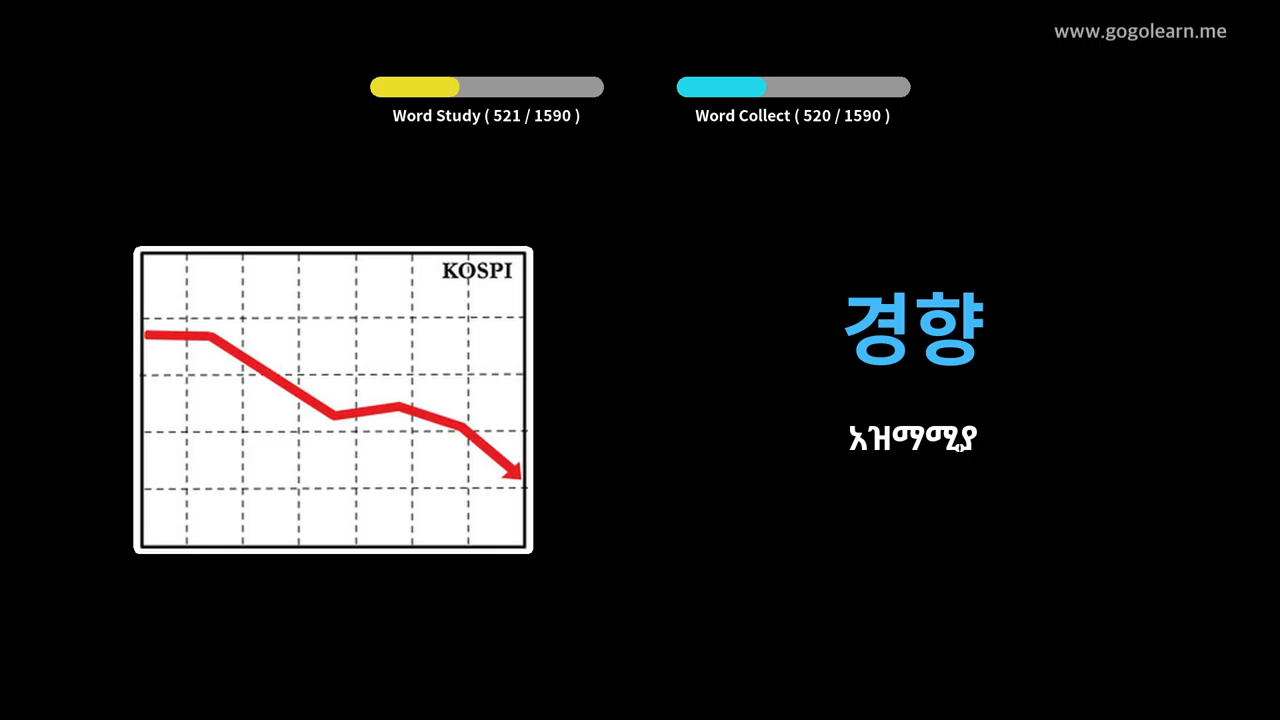 www.gogolearn.me
Word Study ( 521 / 1590 )
Word Collect ( 520 / 1590 )
KOSPI
경향
አዝማሚያ